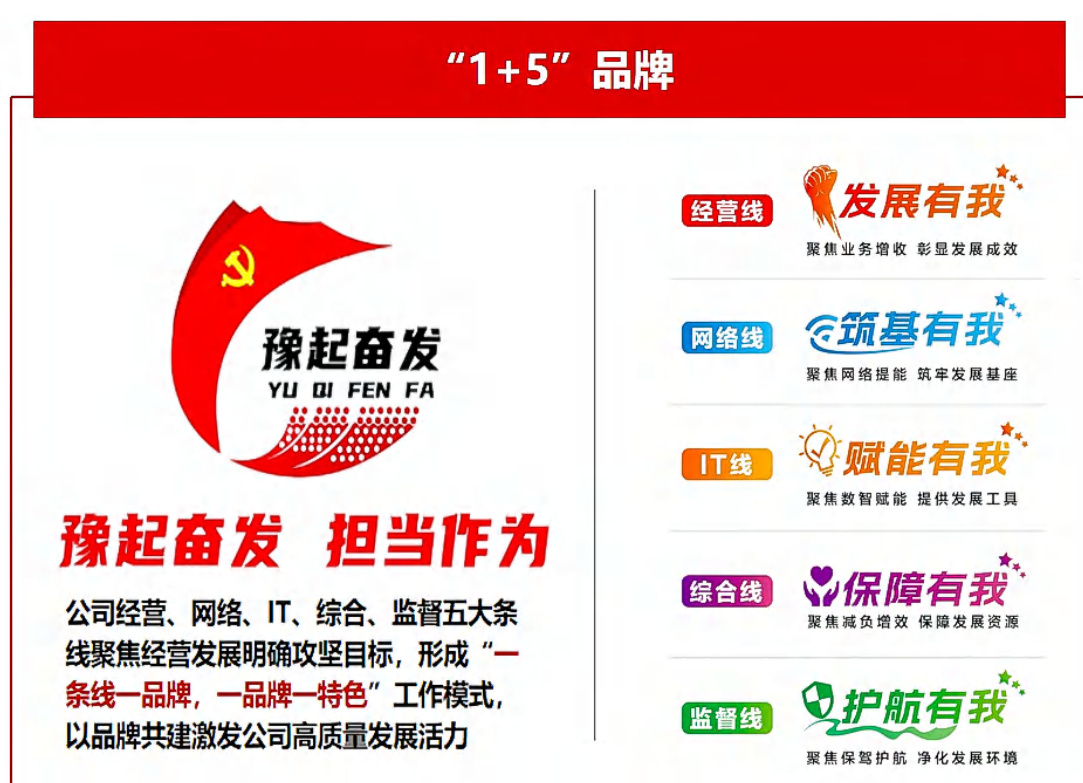 “1+5”品牌
豫起奋发
YU QI FEN FA
豫起奋发 担当作为
公司经营、网络、IT、综合、监督五大条
线聚焦经营发展明确攻坚目标，形成“一
条线一品牌，一品牌一特色”工作模式，
以品牌共建激发公司高质量发展活力
经营线
发展有我
聚焦业务增收 彰显发展成效
网络线
筑基有我
聚焦网络提能 筑牢发展基座
IT线
赋能有我
聚焦数智赋能 提供发展工具
综合线
保障有我
聚焦减负增效 保障发展资源
监督线
护航有我
聚焦保驾护航 净化发展环境